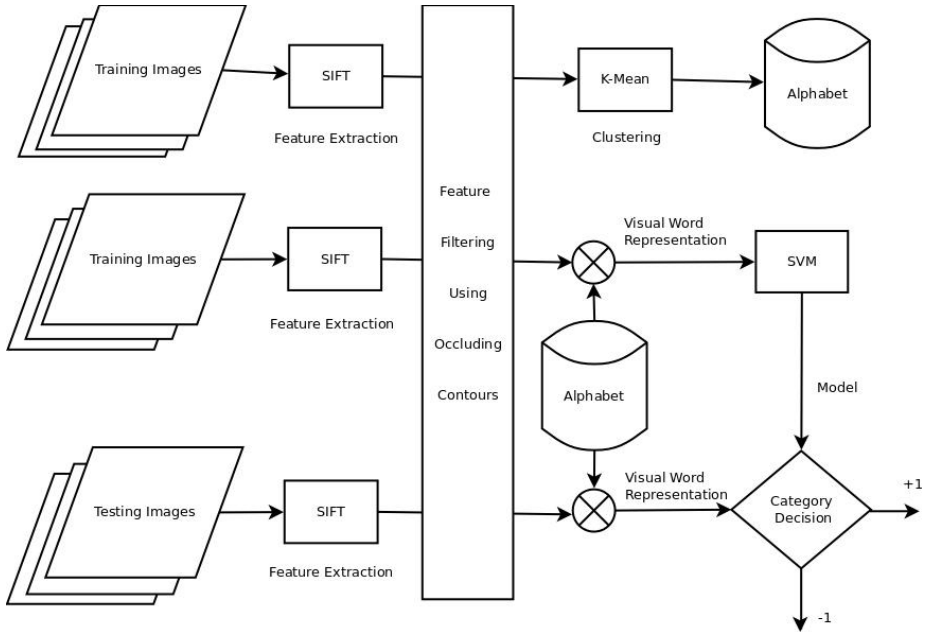 Training Images
SIFT
Feature Extraction
K-Mean
Clustering
Alphabet
Training Images
SIFT
Feature Extraction
Feature
Filtering
Using
Occluding
Contours
Visual Word
Representation
SVM
Alphabet
Model
Testing Images
SIFT
Feature Extraction
Visual Word
Representation
Category
Decision
+1
-1